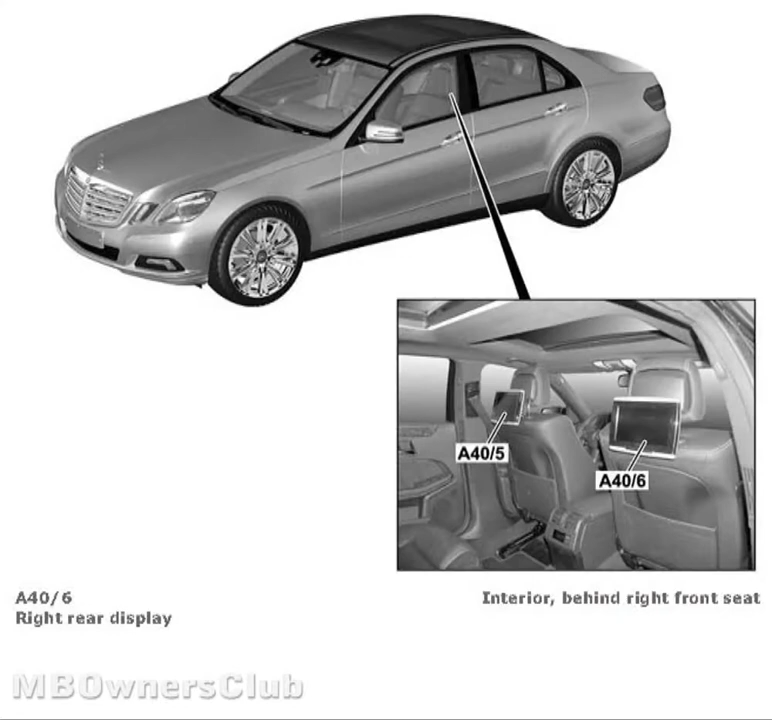 A40/5
A40/6
A40/6
Right rear display
Interior, behind right front seat
MBOwnersClub